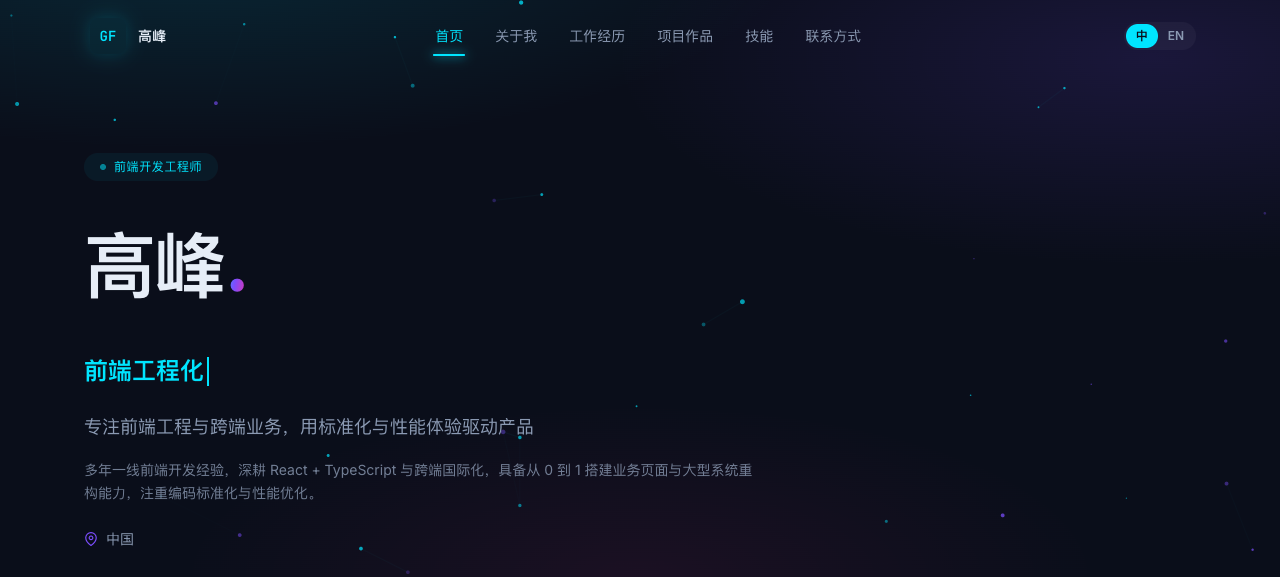 GF 高峰 首页 关于我 工作经历 项目作品 技能 联系方式 中 EN
前端开发工程师
高峰.
前端工程化
专注前端工程与跨端业务，用标准化与性能体验驱动产品
多年一线前端开发经验，深耕 React + TypeScript 与跨端国际化，具备从 0 到 1 搭建业务页面与大型系统重
构能力，注重编码标准化与性能优化。
中国